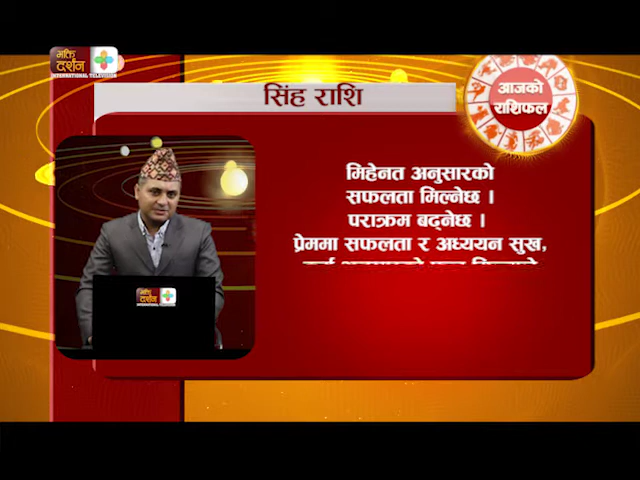 भक्ति
दर्शन
INTERNATIONAL TELEVISION
सिंह राशि
आजको
राशिफल
मिहेनत अनुसारको
सफलता मिल्नेछ ।
पराक्रम बढ्नेछ ।
प्रेममा सफलता र अध्ययन सुख,
भक्ति
दर्शन